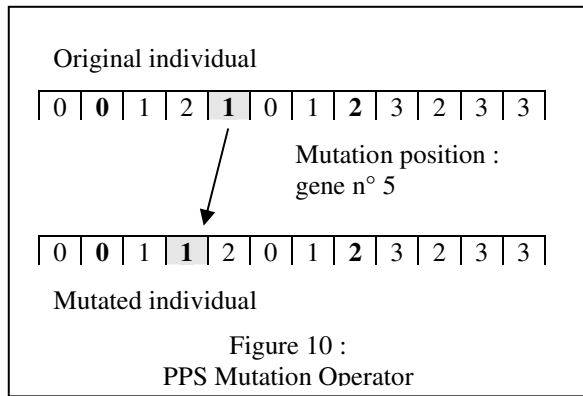 Original individual
0 0 1 2 1 0 1 2 3 2 3 3
Mutation position :
gene n° 5
0 0 1 1 2 0 1 2 3 2 3 3
Mutated individual
Figure 10 :
PPS Mutation Operator